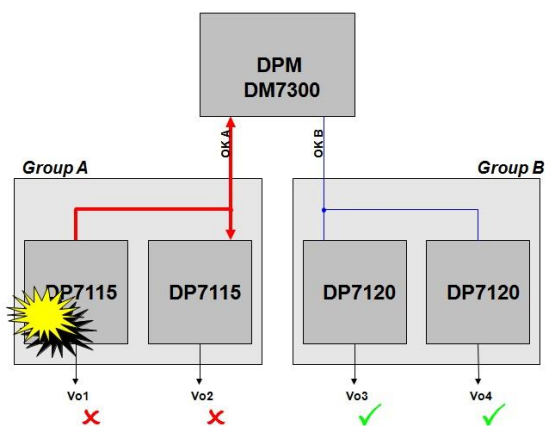 DPM
DM7300
OK A
OK B
Group A
Group B
DP7115
DP7115
DP7120
DP7120
Vo1
Vo2
Vo3
Vo4